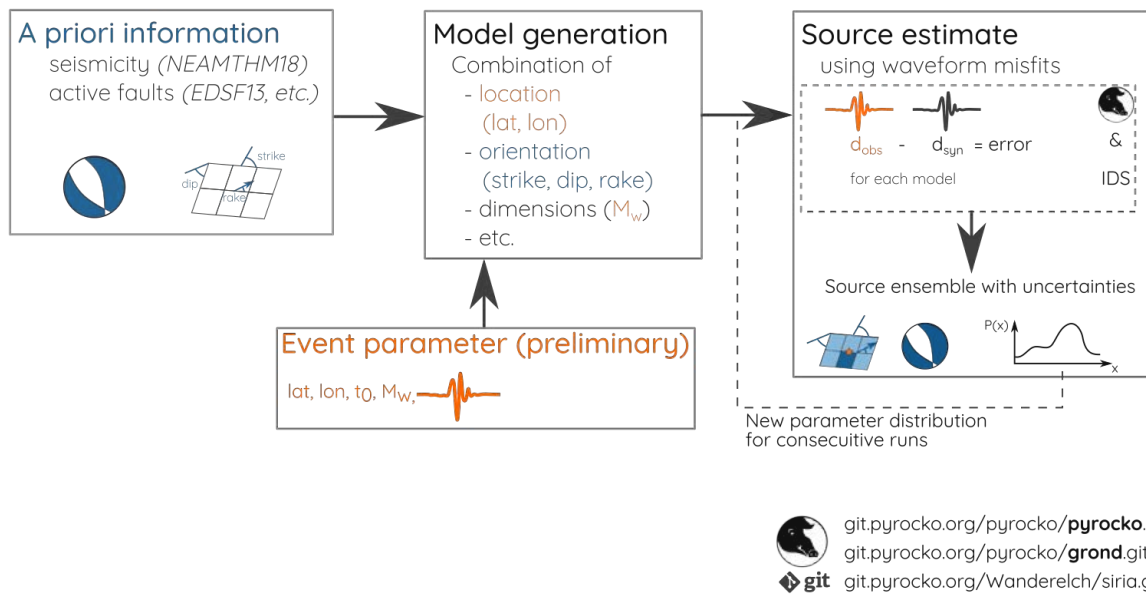 A priori information
seismicity (NEAMTHM18)
active faults (EDSF13, etc.)
strike
dip
rake
Model generation
Combination of
- location
(lat, lon)
- orientation
(strike, dip, rake)
- dimensions (Mw)
- etc.
Event parameter (preliminary)
lat, lon, t0, Mw,
Source estimate
using waveform misfits
dobs - dsyn = error
&
for each model
IDS
Source ensemble with uncertainties
P(x)
x
New parameter distribution
for consecuitive runs
git.pyrocko.org/pyrocko/pyrocko.
git.pyrocko.org/pyrocko/grond.git
git git.pyrocko.org/Wanderelch/siria.g